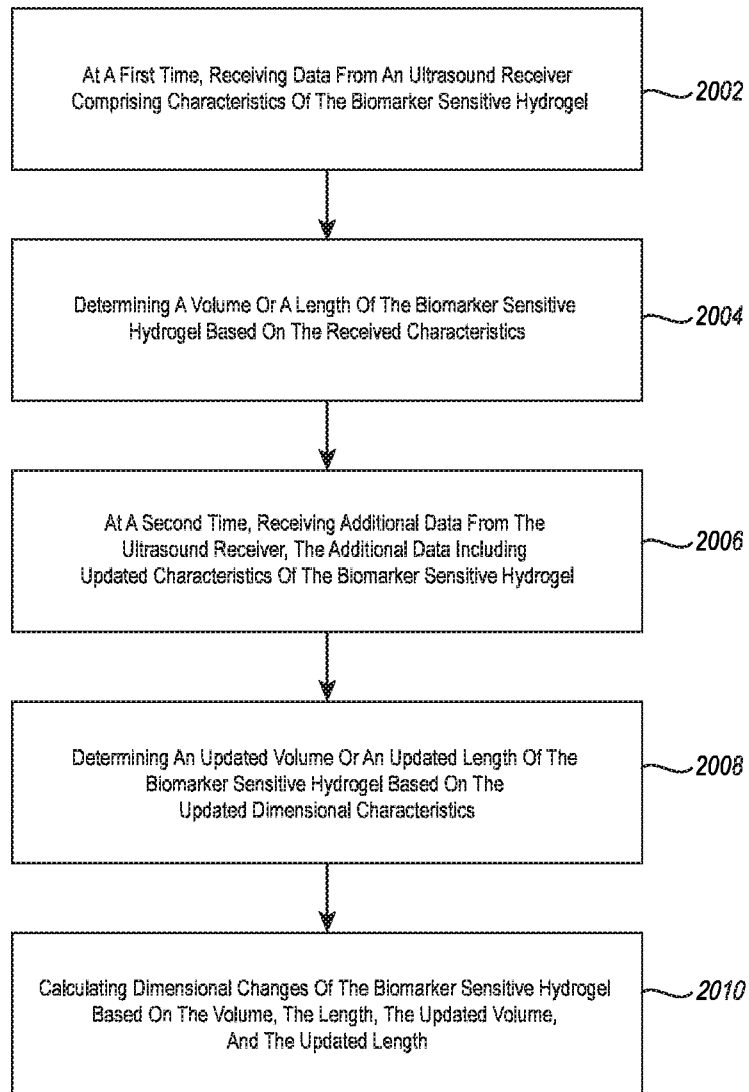 At A First Time, Receiving Data From An Ultrasound Receiver
Comprising Characteristics Of The Biomarker Sensitive Hydrogel
2002
Determining A Volume Or A Length Of The Biomarker Sensitive
Hydrogel Based On The Received Characteristics
2004
At A Second Time, Receiving Additional Data From The
Ultrasound Receiver, The Additional Data Including
Updated Characteristics Of The Biomarker Sensitive Hydrogel
2006
Determining An Updated Volume Or An Updated Length Of The
Biomarker Sensitive Hydrogel Based On The
Updated Dimensional Characteristics
2008
Calculating Dimensional Changes Of The Biomarker Sensitive Hydrogel
Based On The Volume, The Length, The Updated Volume,
And The Updated Length
2010